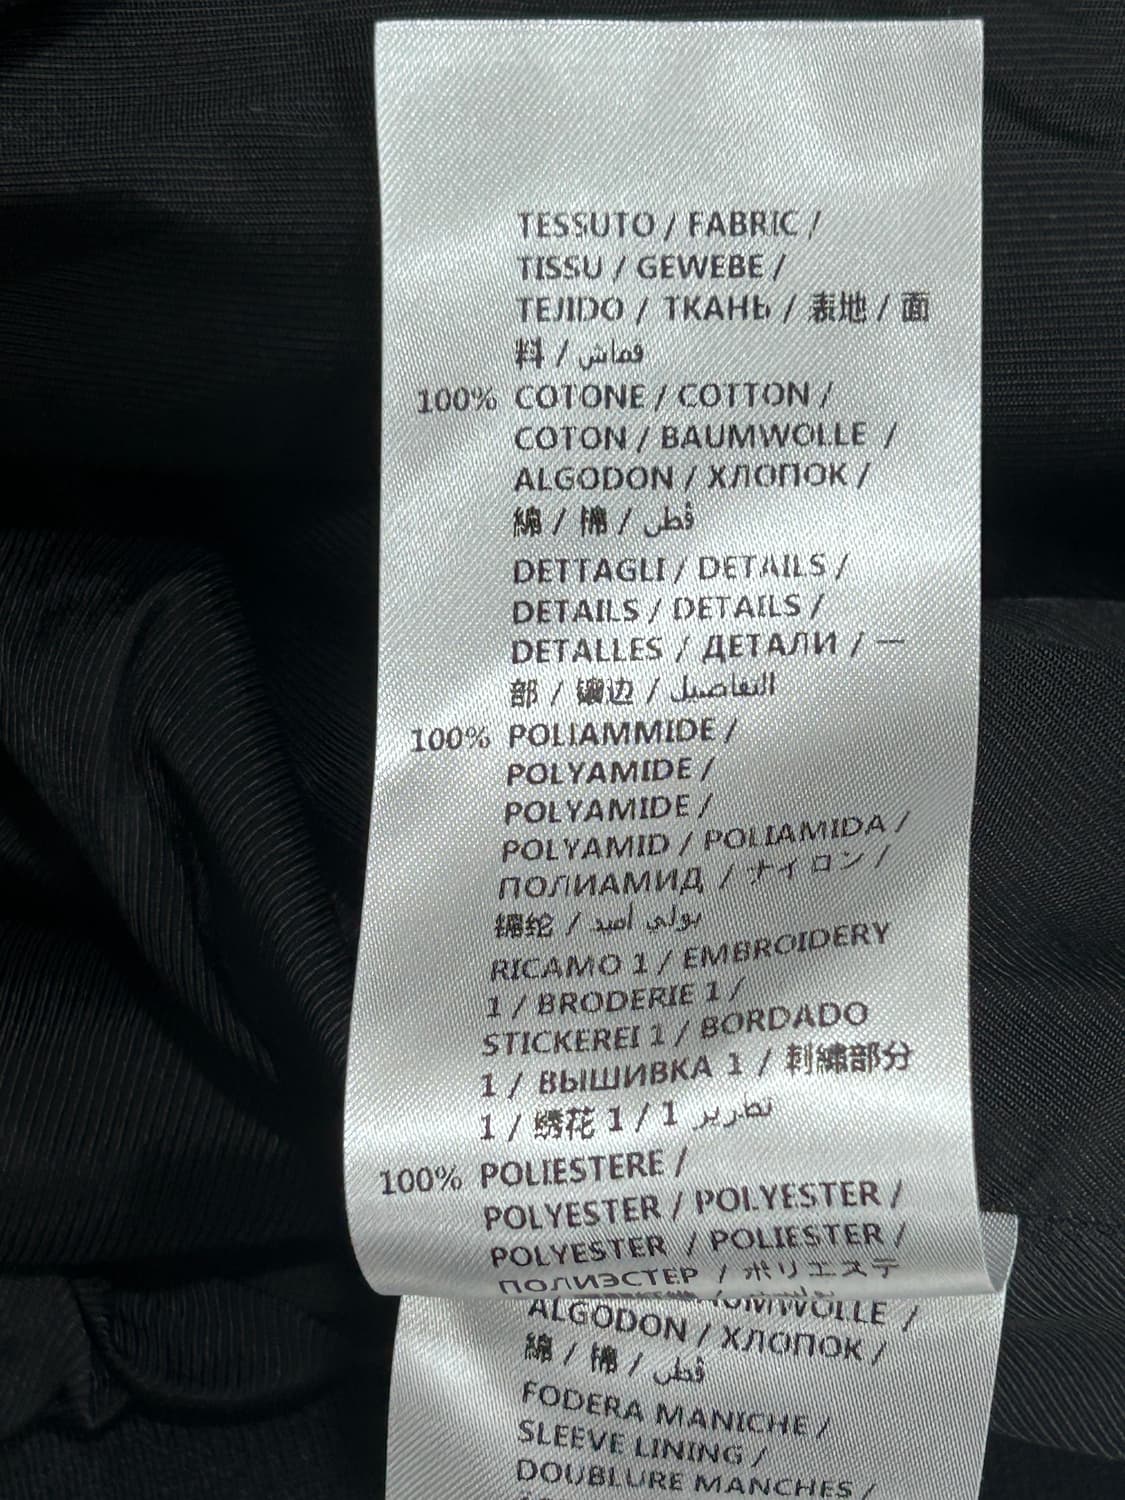 TESSUTO / FABRIC /
TISSU / GEWEBE /
TEJIDO / ТКАНЬ / 表地 / 面
料 / قماش
100% COTONE / COTTON /
COTON / BAUMWOLLE /
ALGODON / ХЛОПОК /
綿 / 棉 / قطن
DETTAGLI / DETAILS /
DETAILS / DETAILS /
DETALLES / ДЕТАЛИ / 一
部 / 镶边 / التفاصيل
100% POLIAMMIDE /
POLYAMIDE /
POLYAMIDE /
POLYAMID / POLIAMIDA /
ПОЛИАМИД / ナイロン /
锦纶 / بولي أميد
RICAMO 1 / EMBROIDERY
1 / BRODERIE 1 /
STICKEREI 1 / BORDADO
1 / ВЫШИВКА 1 / 刺繍部分
1 / 绣花 1 / 1 تطريز
100% POLIESTERE /
POLYESTER / POLYESTER /
POLYESTER / POLIESTER /
ПОЛИЭСТЕР / ポリエステ
ALGODON / ХЛОПОК /
綿 / 棉 / قطن
FODERA MANICHE /
SLEEVE LINING /
DOUBLURE MANCHES /